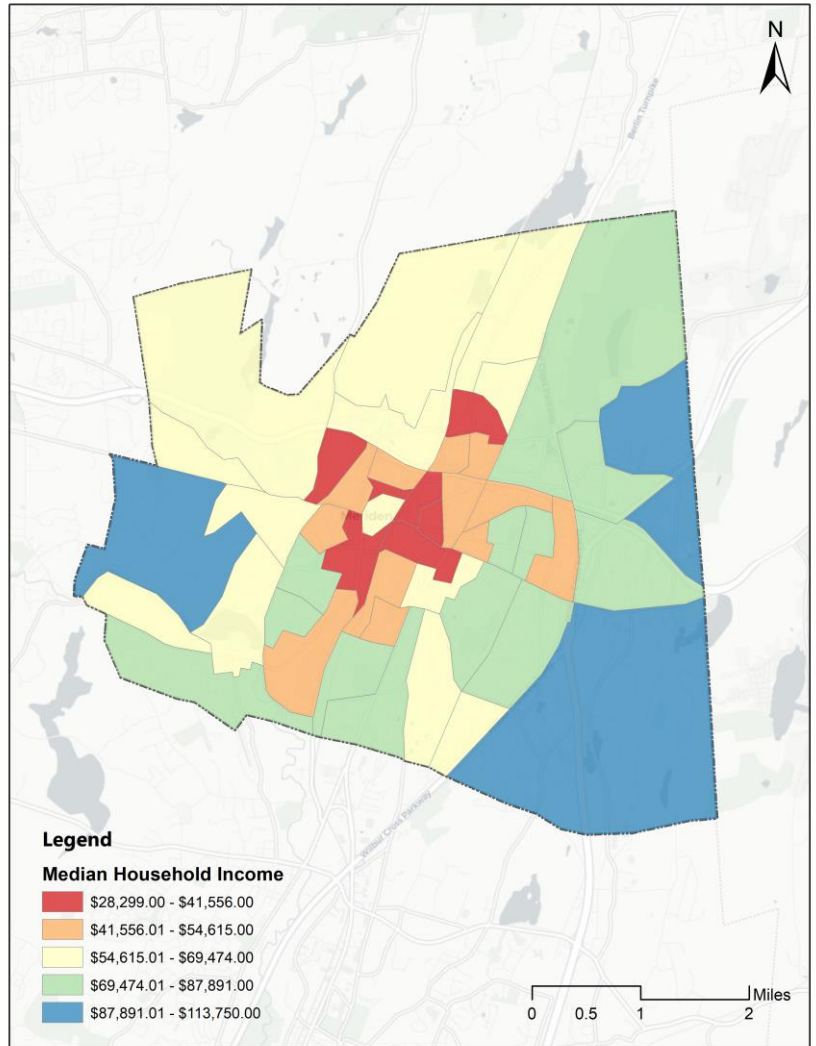 N
Berlin Turnpike
Meriden
Wilbur Cross Parkway
Legend
Median Household Income
$28,299.00 - $41,556.00
$41,556.01 - $54,615.00
$54,615.01 - $69,474.00
$69,474.01 - $87,891.00
$87,891.01 - $113,750.00
Miles
0 0.5 1 2